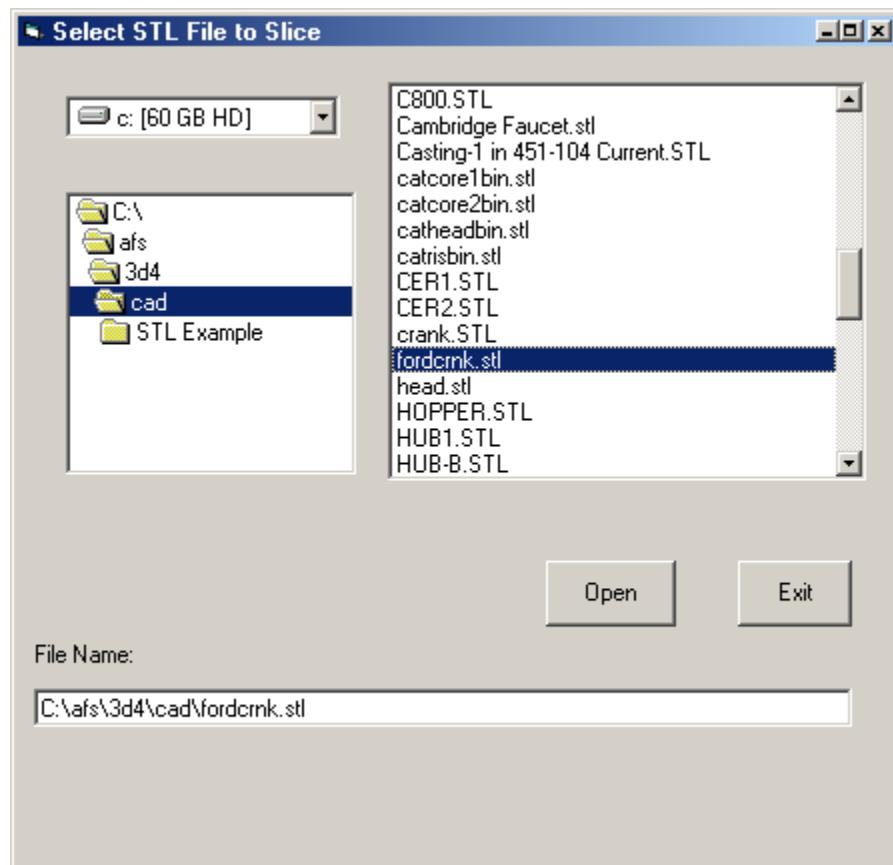 Select STL File to Slice
c: [60 GB HD]
C:\
afs
3d4
cad
STL Example
C800.STL
Cambridge Faucet.stl
Casting-1 in 451-104 Current.STL
catcore1bin.stl
catcore2bin.stl
catheadbin.stl
catrisbin.stl
CER1.STL
CER2.STL
crank.STL
fordcrnk.stl
head.stl
HOPPER.STL
HUB1.STL
HUB-B.STL
Open
Exit
File Name:
C:\afs\3d4\cad\fordcrnk.stl